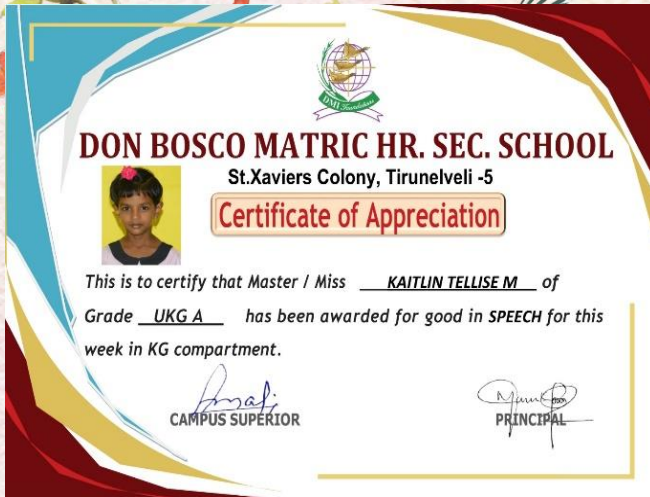 DMI Foundation
DON BOSCO MATRIC HR. SEC. SCHOOL
St.Xaviers Colony, Tirunelveli -5
Certificate of Appreciation
This is to certify that Master / Miss KAITLIN TELLISE M of
Grade UKG A has been awarded for good in SPEECH for this
week in KG compartment.
CAMPUS SUPERIOR PRINCIPAL